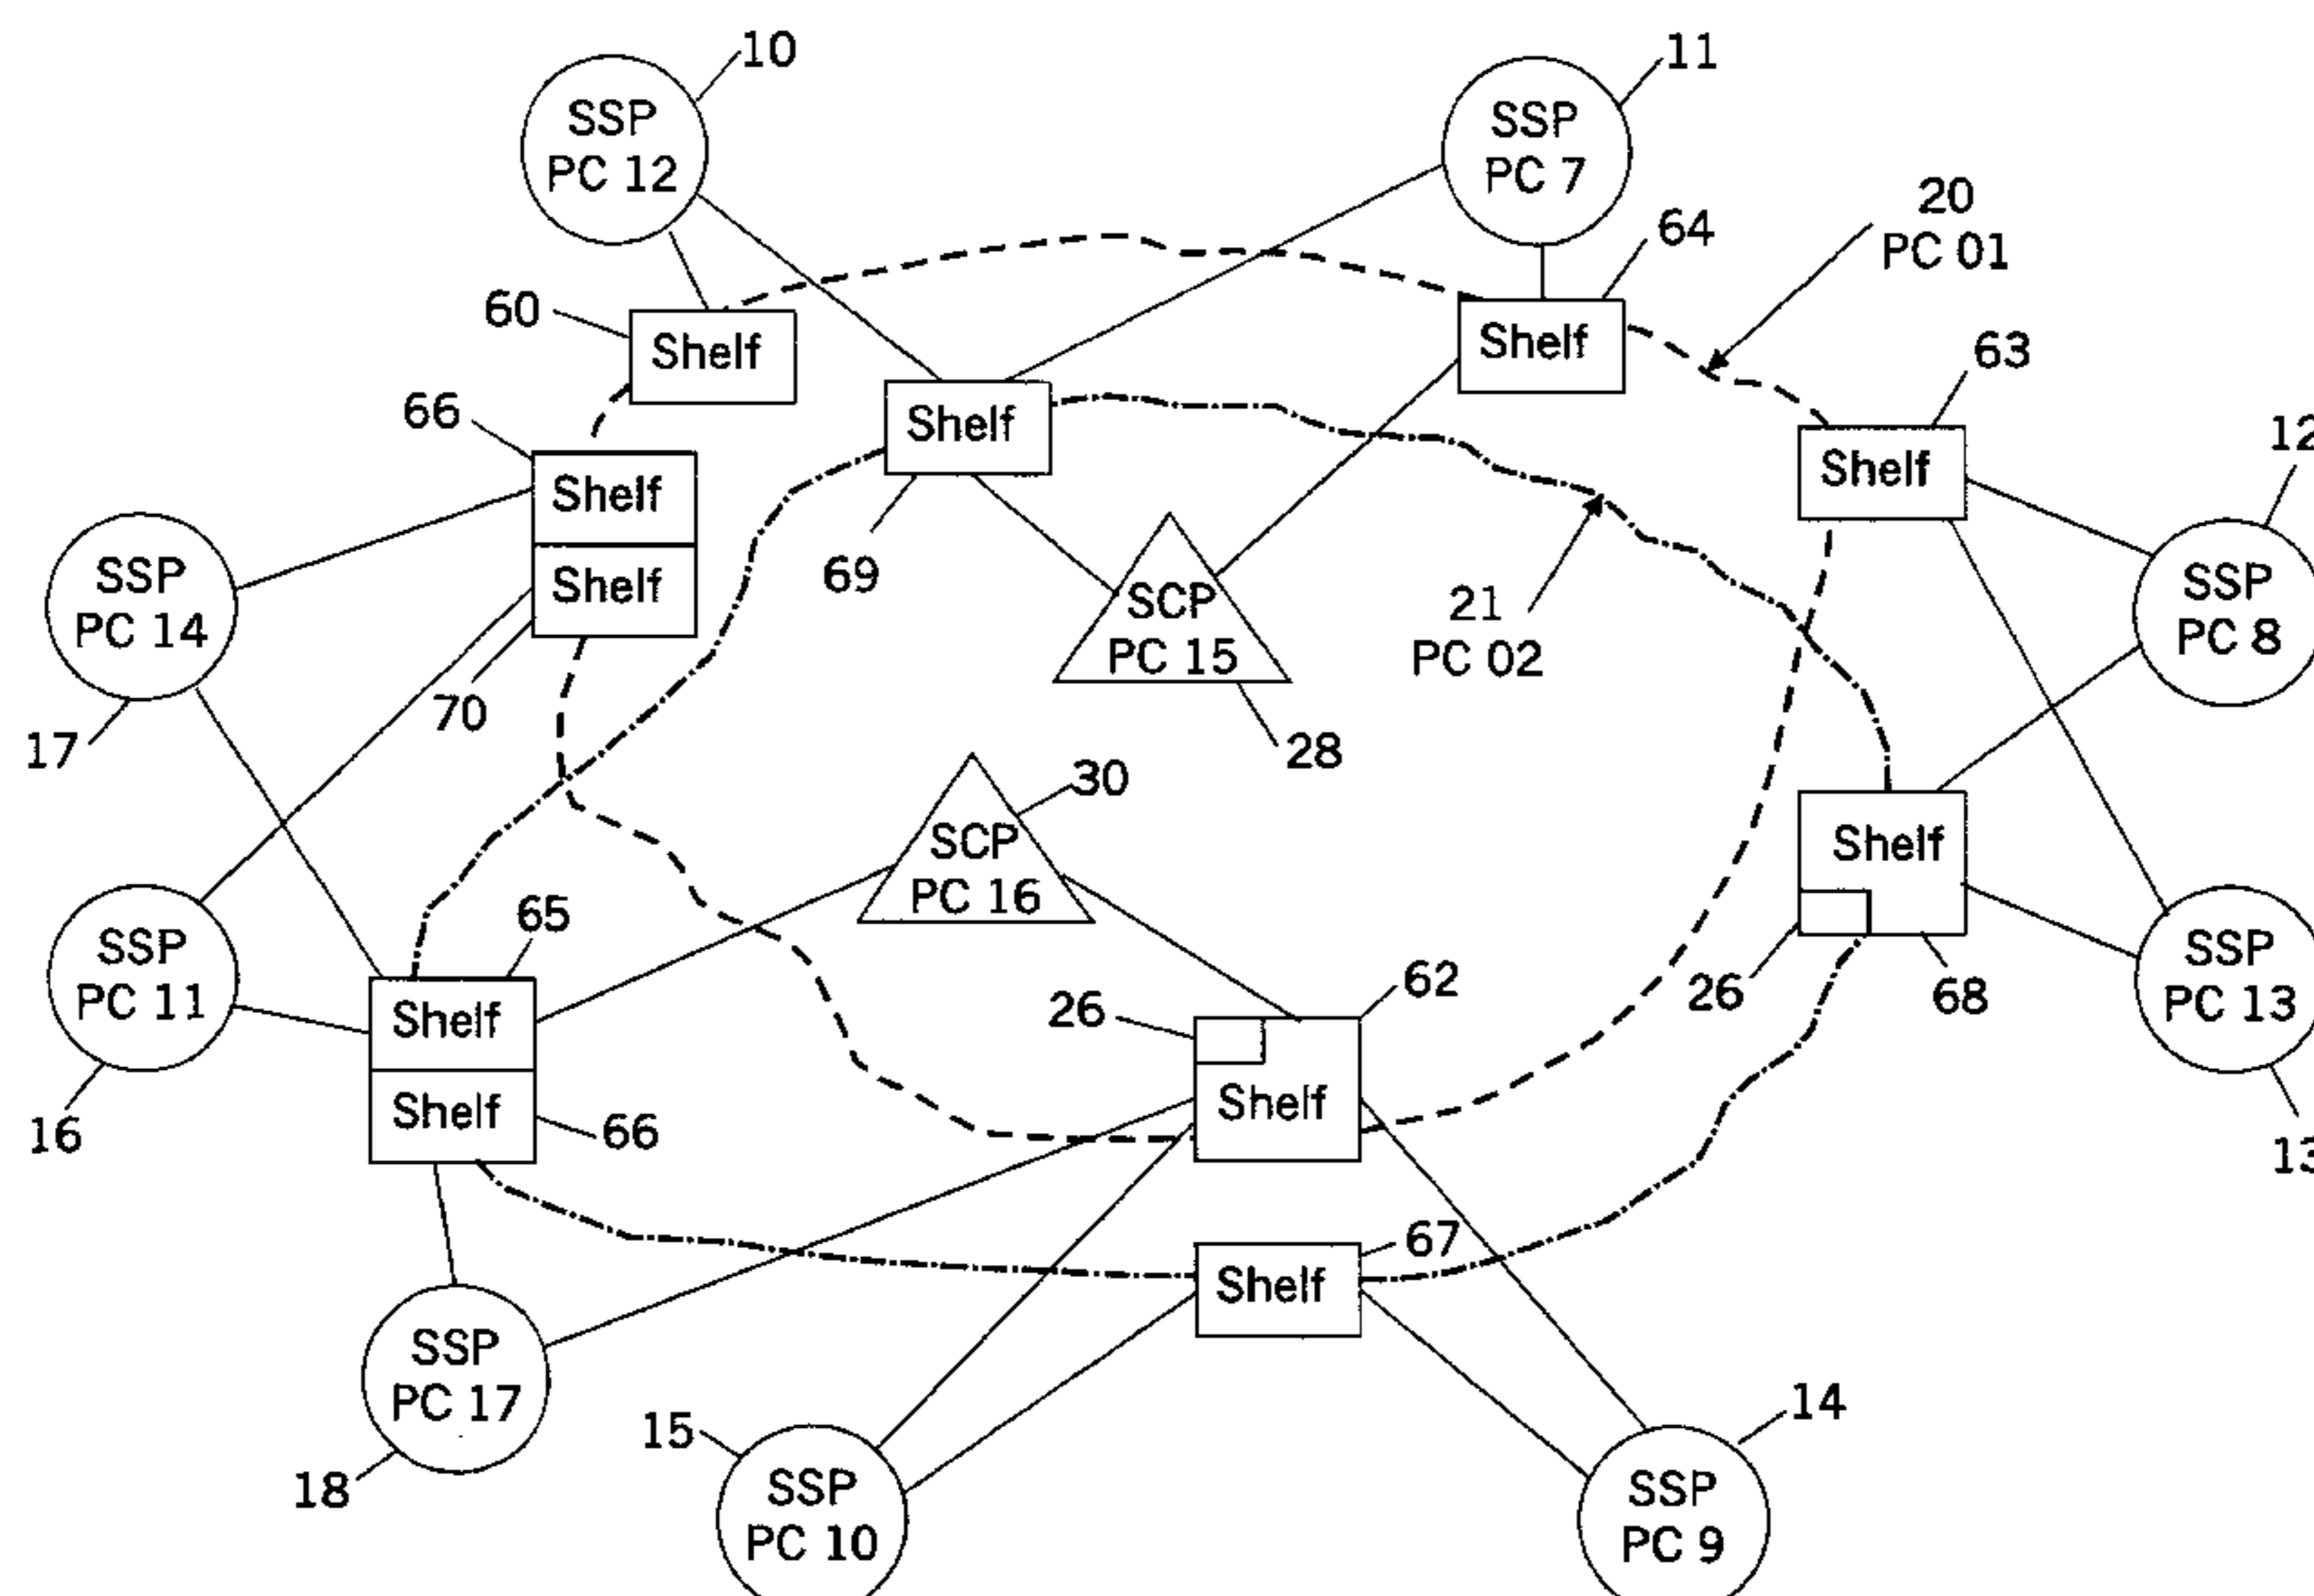 10
SSP
PC 12
11
SSP
PC 7
20
PC 01
64
60
Shelf
Shelf
63
66
Shelf
Shelf
12
Shelf
Shelf
69
SSP
PC 14
SCP
PC 15
21
PC 02
SSP
PC 8
70
17
28
30
SCP
PC 16
Shelf
65
SSP
PC 11
26
68
SSP
PC 13
62
26
Shelf
Shelf
Shelf
66
16
13
67
Shelf
SSP
PC 17
18
15
14
SSP
PC 10
SSP
PC 9